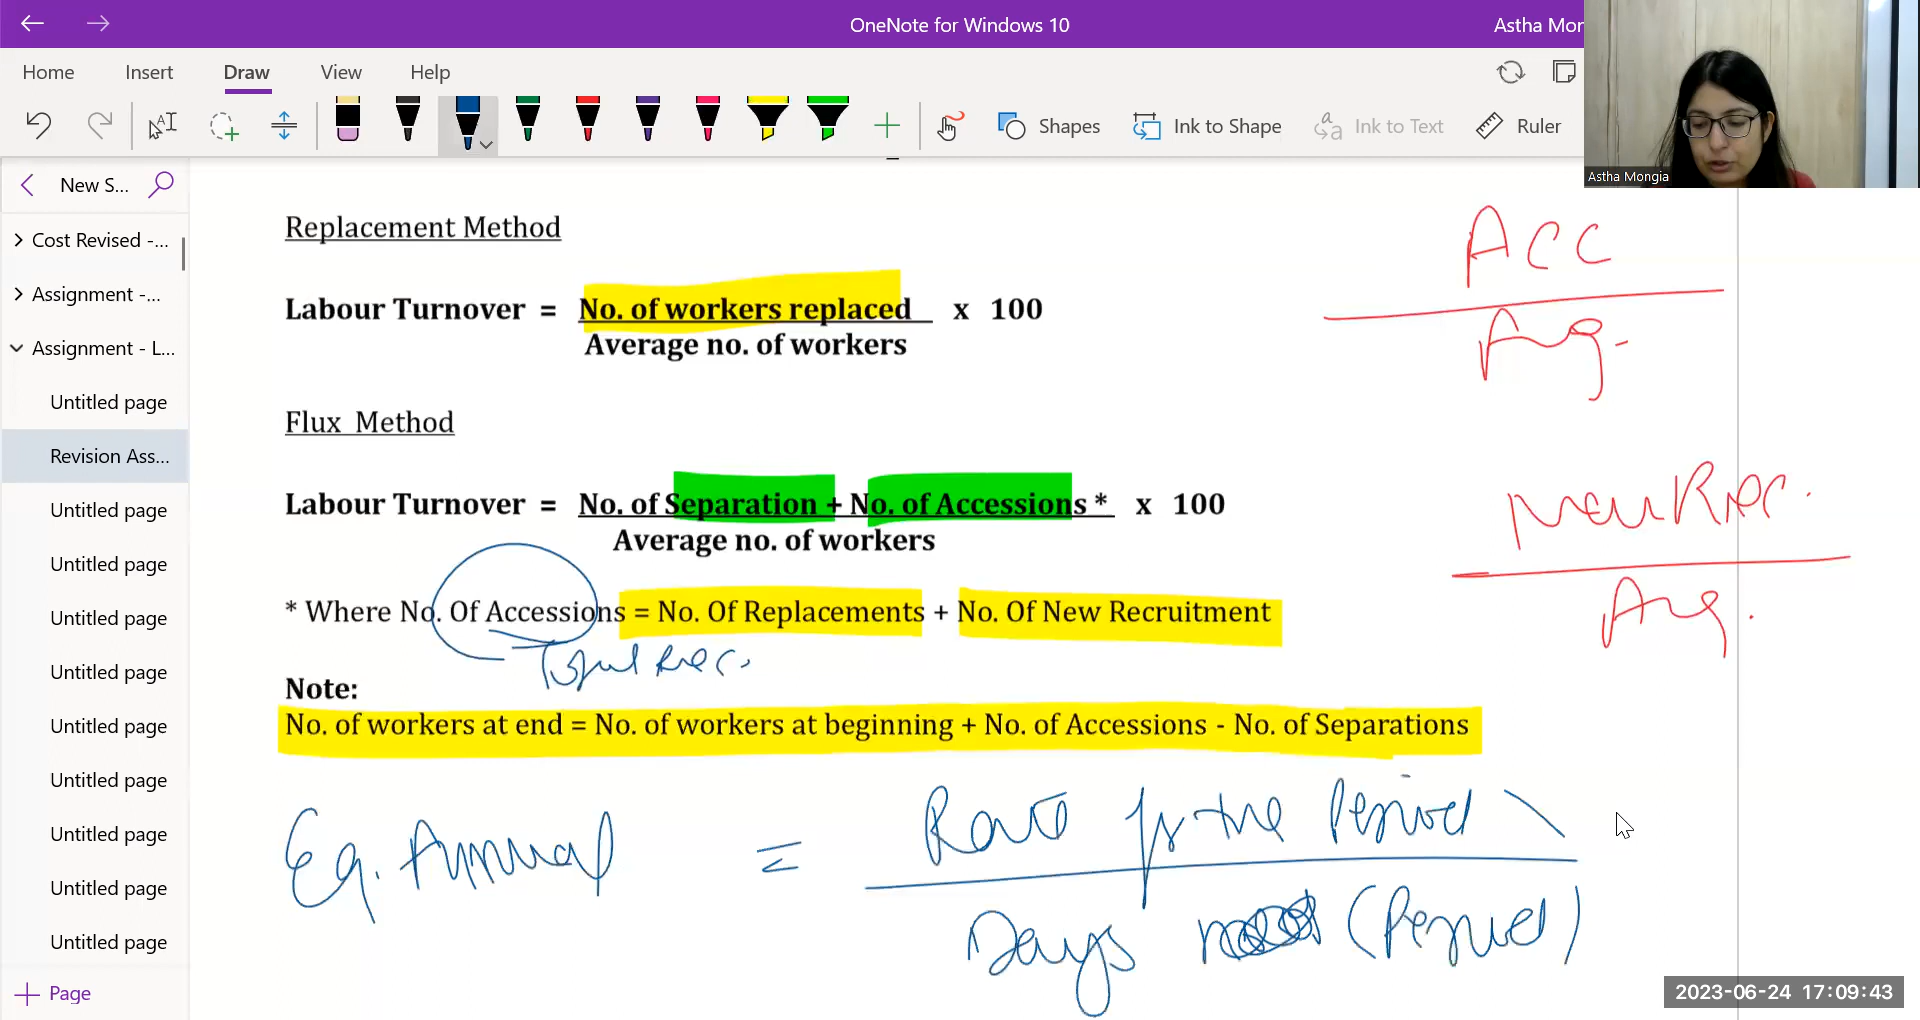 OneNote for Windows 10
Astha Mon
Home Insert Draw View Help
Shapes Ink to Shape Ink to Text Ruler
Astha Mongia
New S...
Cost Revised -...
Assignment -...
Assignment - L...
Untitled page
Revision Ass...
Untitled page
Untitled page
Untitled page
Untitled page
Untitled page
Untitled page
Untitled page
Untitled page
Untitled page
Page
Replacement Method
Labour Turnover = No. of workers replaced x 100
Average no. of workers
Acc
Avg.
Flux Method
Labour Turnover = No. of Separation + No. of Accessions * x 100
Average no. of workers
New Rec.
Avg.
* Where No. Of Accessions = No. Of Replacements + No. Of New Recruitment
Total Rec.
Note:
No. of workers at end = No. of workers at beginning + No. of Accessions - No. of Separations
Eq. Annual = Rate for the Period
Days (Period)
2023-06-24 17:09:43